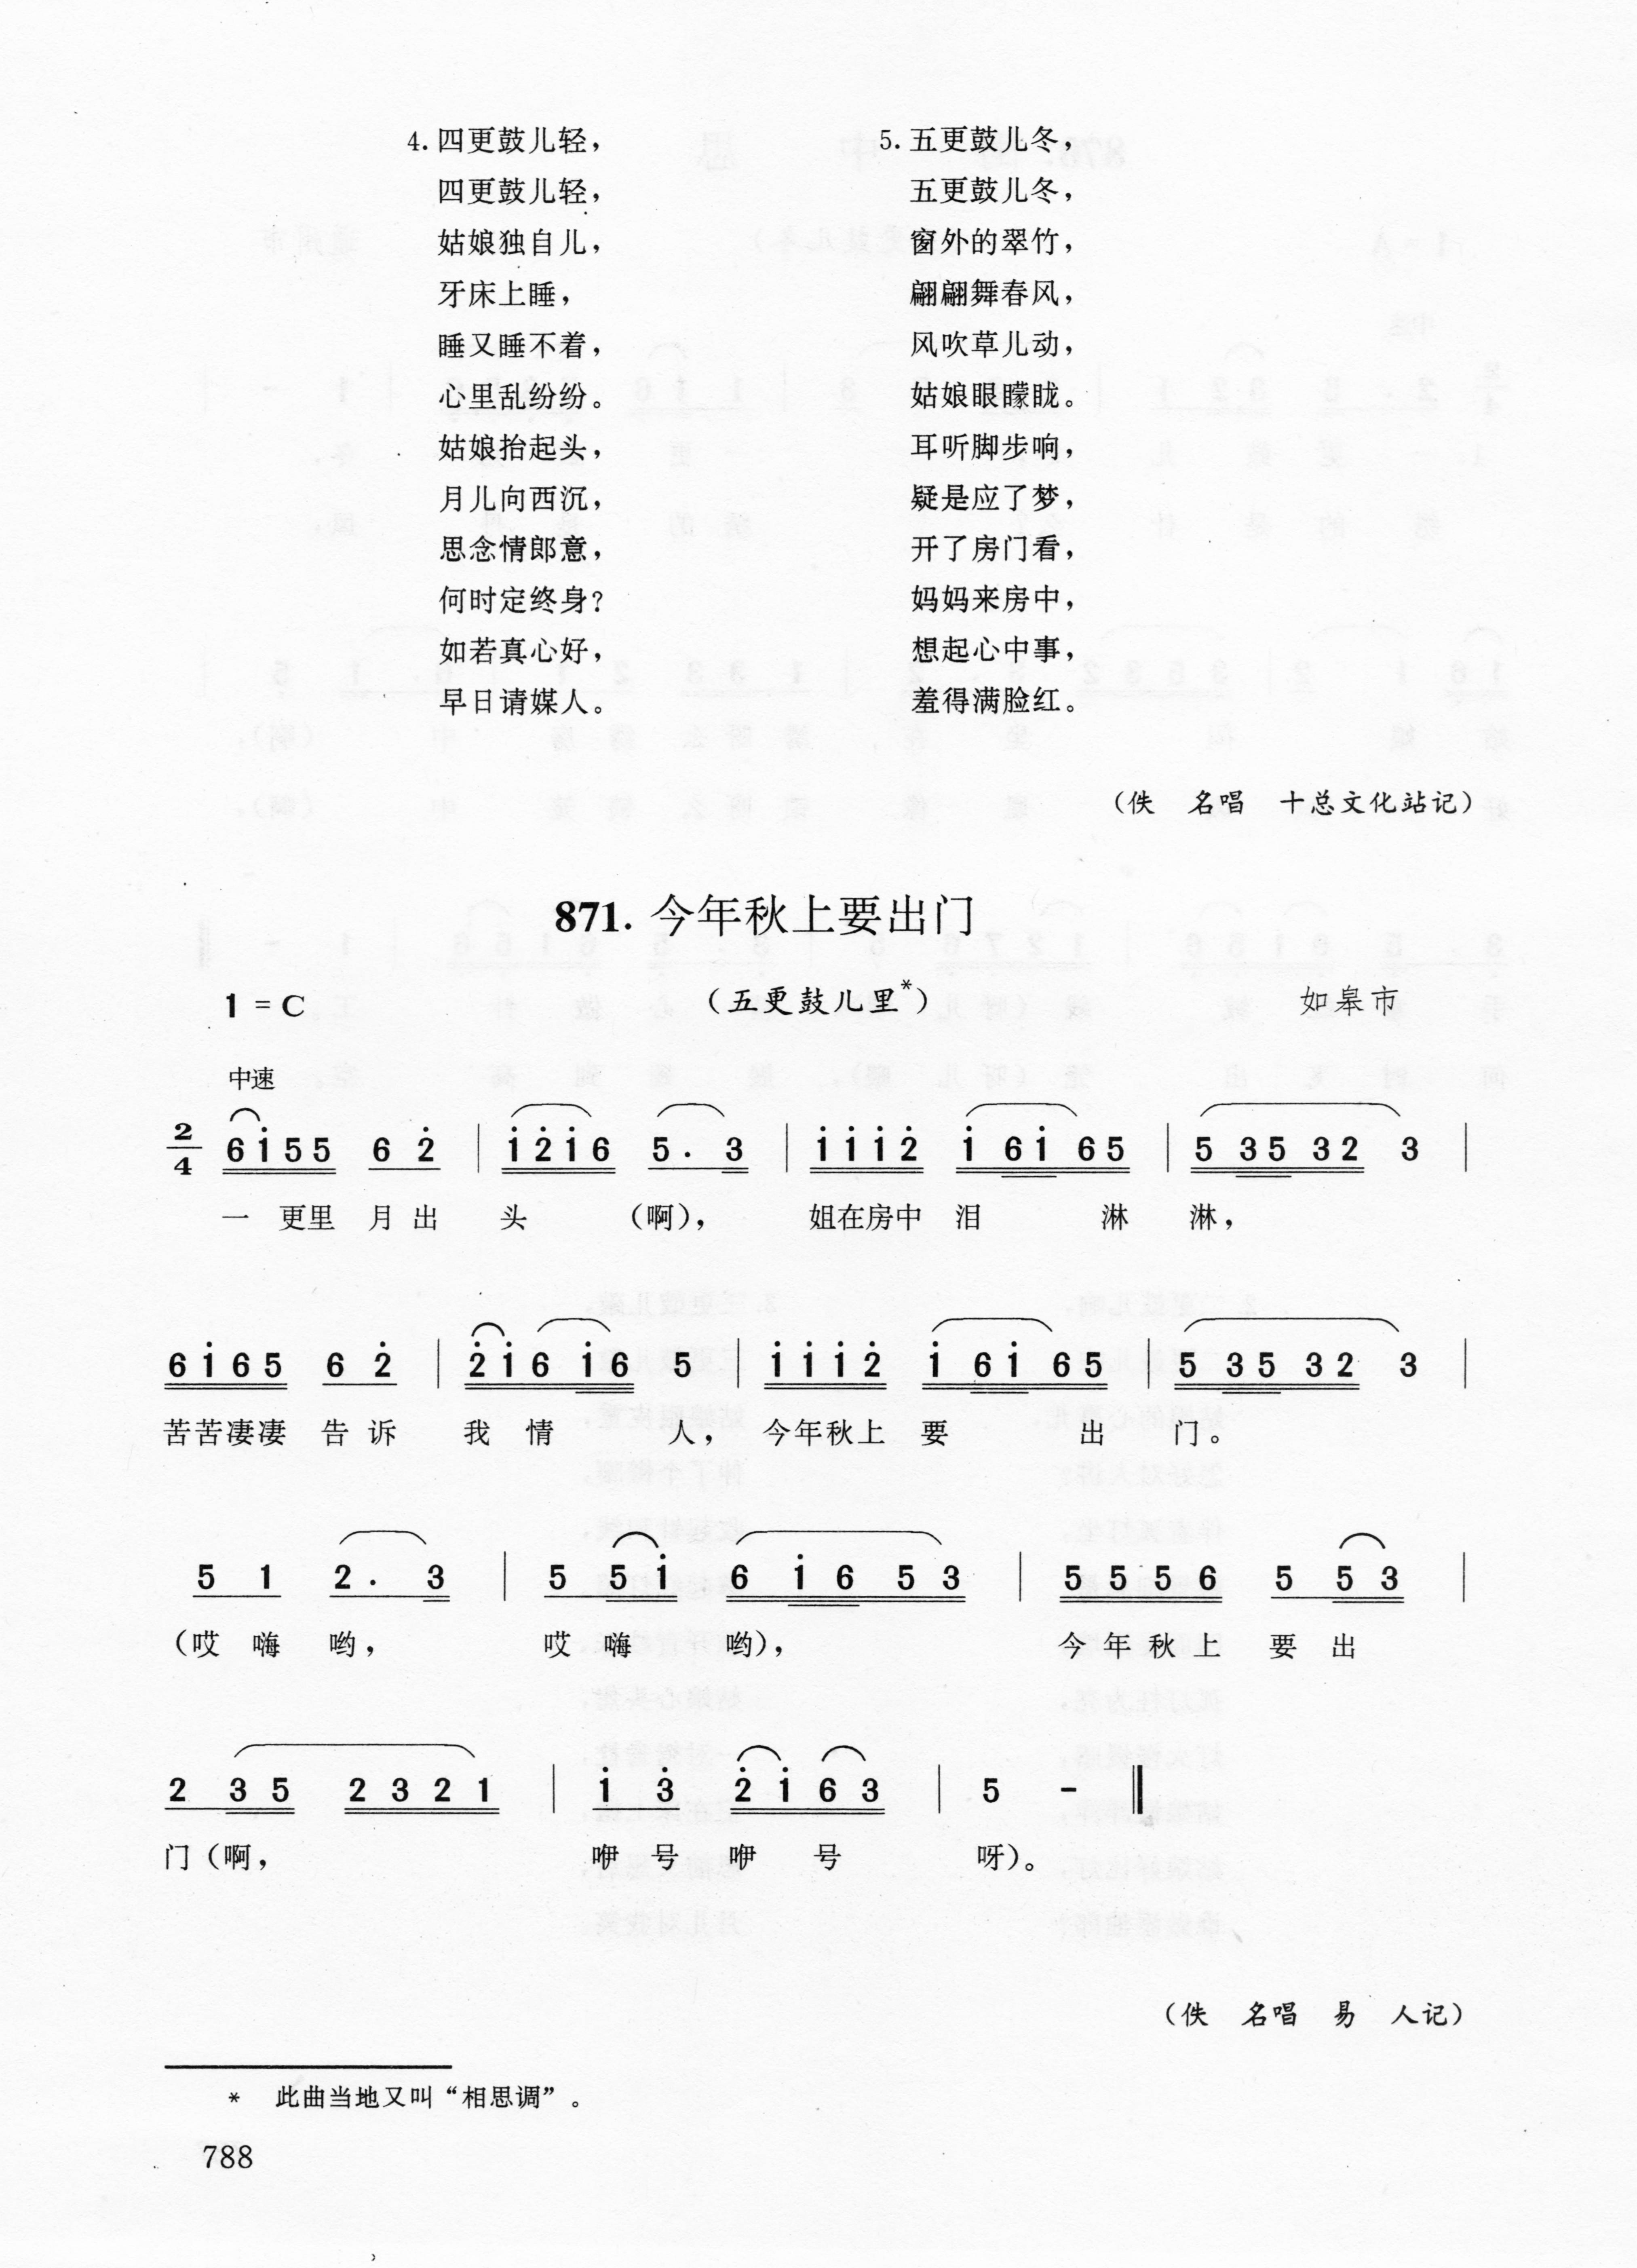 4. 四更鼓儿轻，
四更鼓儿轻，
姑娘独自儿，
牙床上睡，
睡又睡不着，
心里乱纷纷。
姑娘抬起头，
月儿向西沉，
思念情郎意，
何时定终身？
如若真心好，
早日请媒人。
5. 五更鼓儿冬，
五更鼓儿冬，
窗外的翠竹，
翩翩舞春风，
风吹草儿动，
姑娘眼朦胧。
耳听脚步响，
疑是应了梦，
开了房门看，
妈妈来房中，
想起心中事，
羞得满脸红。
（佚　名唱　十总文化站记）
871. 今年秋上要出门
1 = C （五更鼓儿里*） 如皋市
中速
2/4 6 i̇ 5 5 6 2̇ | i̇ 2̇ i̇ 6 5 . 3 | i̇ i̇ i̇ 2̇ i̇ 6 i̇ 6 5 | 5 3 5 3 2 3 |
一 更里 月 出 头 （啊）， 姐在房中 泪 淋 淋，
6 i̇ 6 5 6 2̇ | 2̇ i̇ 6 i̇ 6 5 | i̇ i̇ i̇ 2̇ i̇ 6 i̇ 6 5 | 5 3 5 3 2 3 |
苦苦凄凄 告 诉 我 情 人， 今年秋上 要 出 门。
5 1 2 . 3 | 5 5 i̇ 6 i̇ 6 5 3 | 5 5 5 6 5 5 3 |
（哎 嗨 哟， 哎 嗨 哟）， 今 年 秋 上 要 出
2 3 5 2 3 2 1 | i̇ 3̇ 2̇ i̇ 6 3 | 5 - ‖
门（啊， 咿 号 咿 号 呀）。
（佚　名唱　易　人记）
* 此曲当地又叫“相思调”。
788